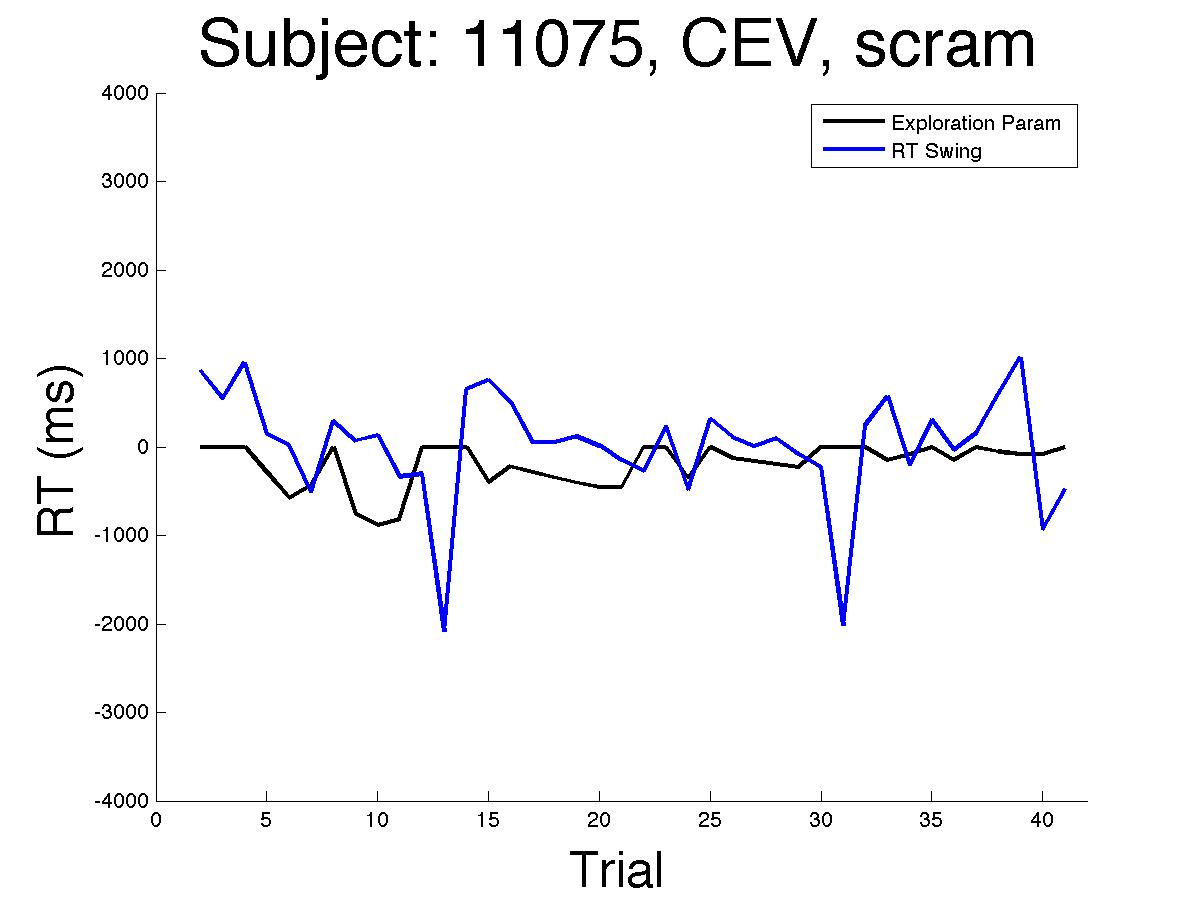 Subject: 11075, CEV, scram
4000
3000
2000
1000
0
-1000
-2000
-3000
-4000
RT (ms)
Exploration Param
RT Swing
0 5 10 15 20 25 30 35 40
Trial